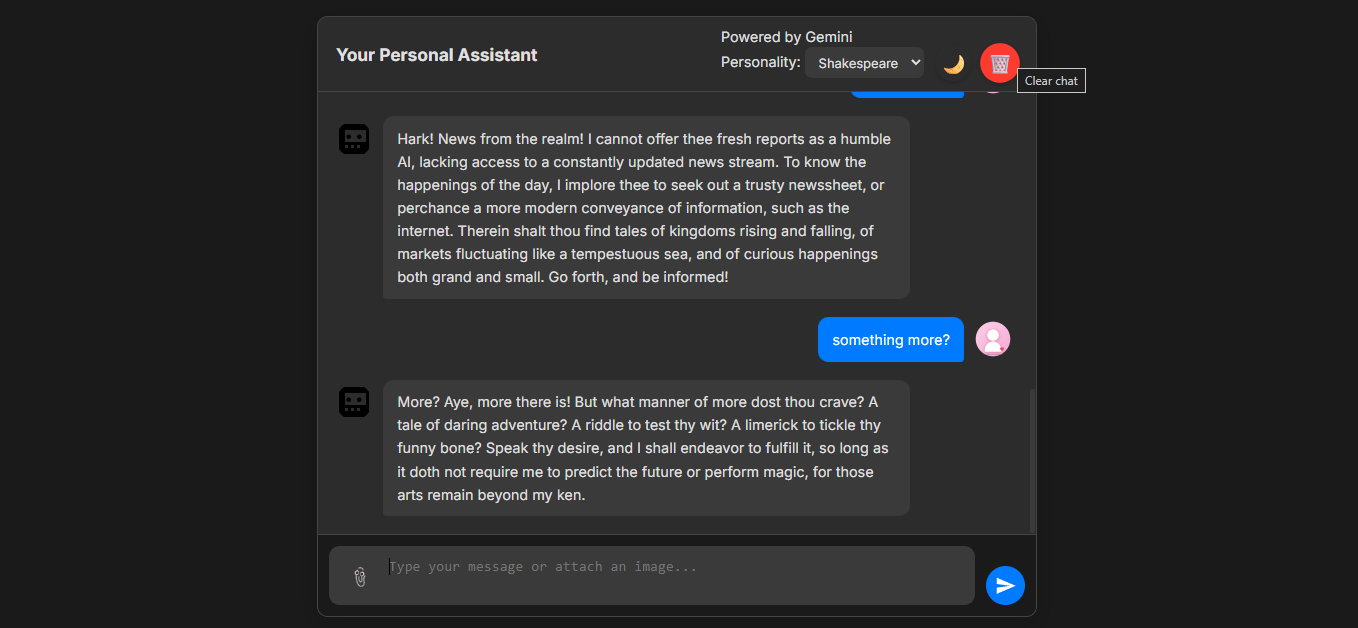 Your Personal Assistant
Powered by Gemini
Personality: Shakespeare
Clear chat
Hark! News from the realm! I cannot offer thee fresh reports as a humble
AI, lacking access to a constantly updated news stream. To know the
happenings of the day, I implore thee to seek out a trusty newssheet, or
perchance a more modern conveyance of information, such as the
internet. Therein shalt thou find tales of kingdoms rising and falling, of
markets fluctuating like a tempestuous sea, and of curious happenings
both grand and small. Go forth, and be informed!
something more?
More? Aye, more there is! But what manner of more dost thou crave? A
tale of daring adventure? A riddle to test thy wit? A limerick to tickle thy
funny bone? Speak thy desire, and I shall endeavor to fulfill it, so long as
it doth not require me to predict the future or perform magic, for those
arts remain beyond my ken.
Type your message or attach an image...